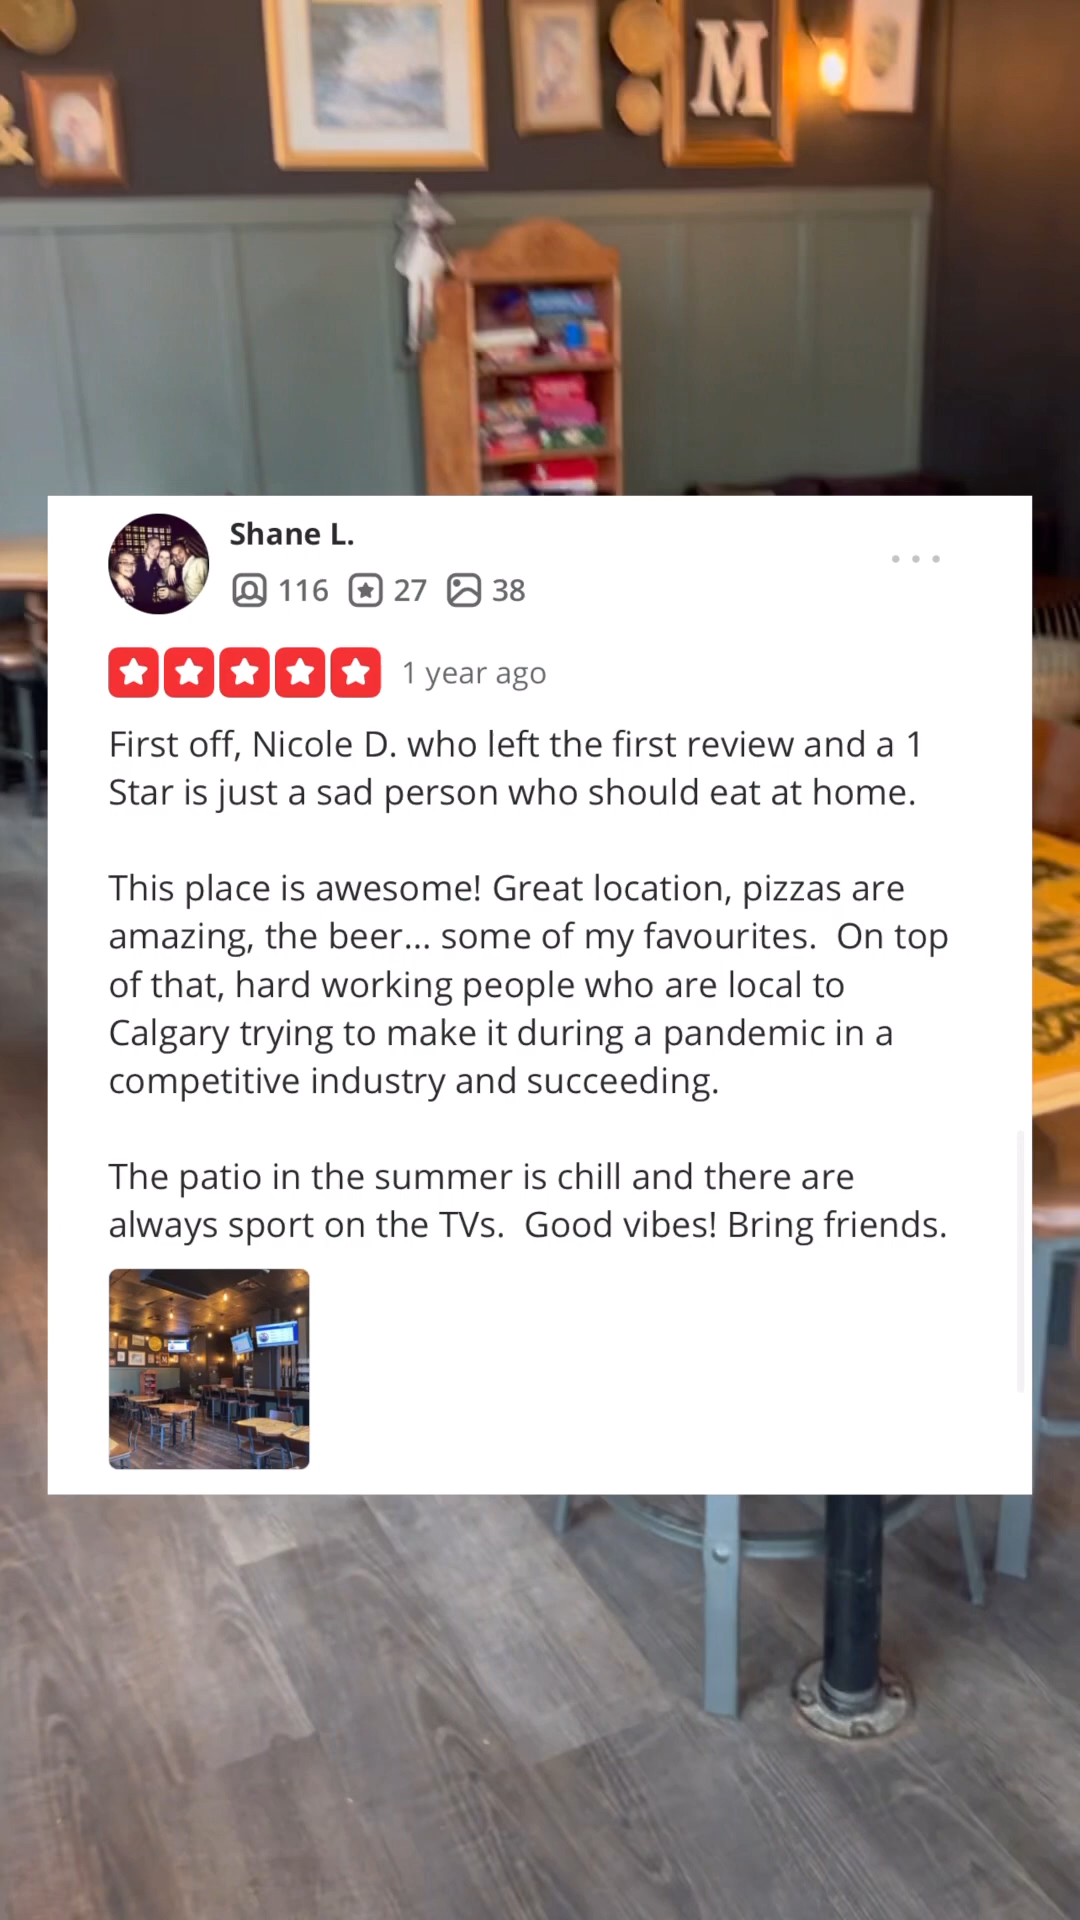 &
M
Shane L.
116 27 38
1 year ago
First off, Nicole D. who left the first review and a 1
Star is just a sad person who should eat at home.
This place is awesome! Great location, pizzas are
amazing, the beer... some of my favourites.  On top
of that, hard working people who are local to
Calgary trying to make it during a pandemic in a
competitive industry and succeeding.
The patio in the summer is chill and there are
always sport on the TVs.  Good vibes! Bring friends.